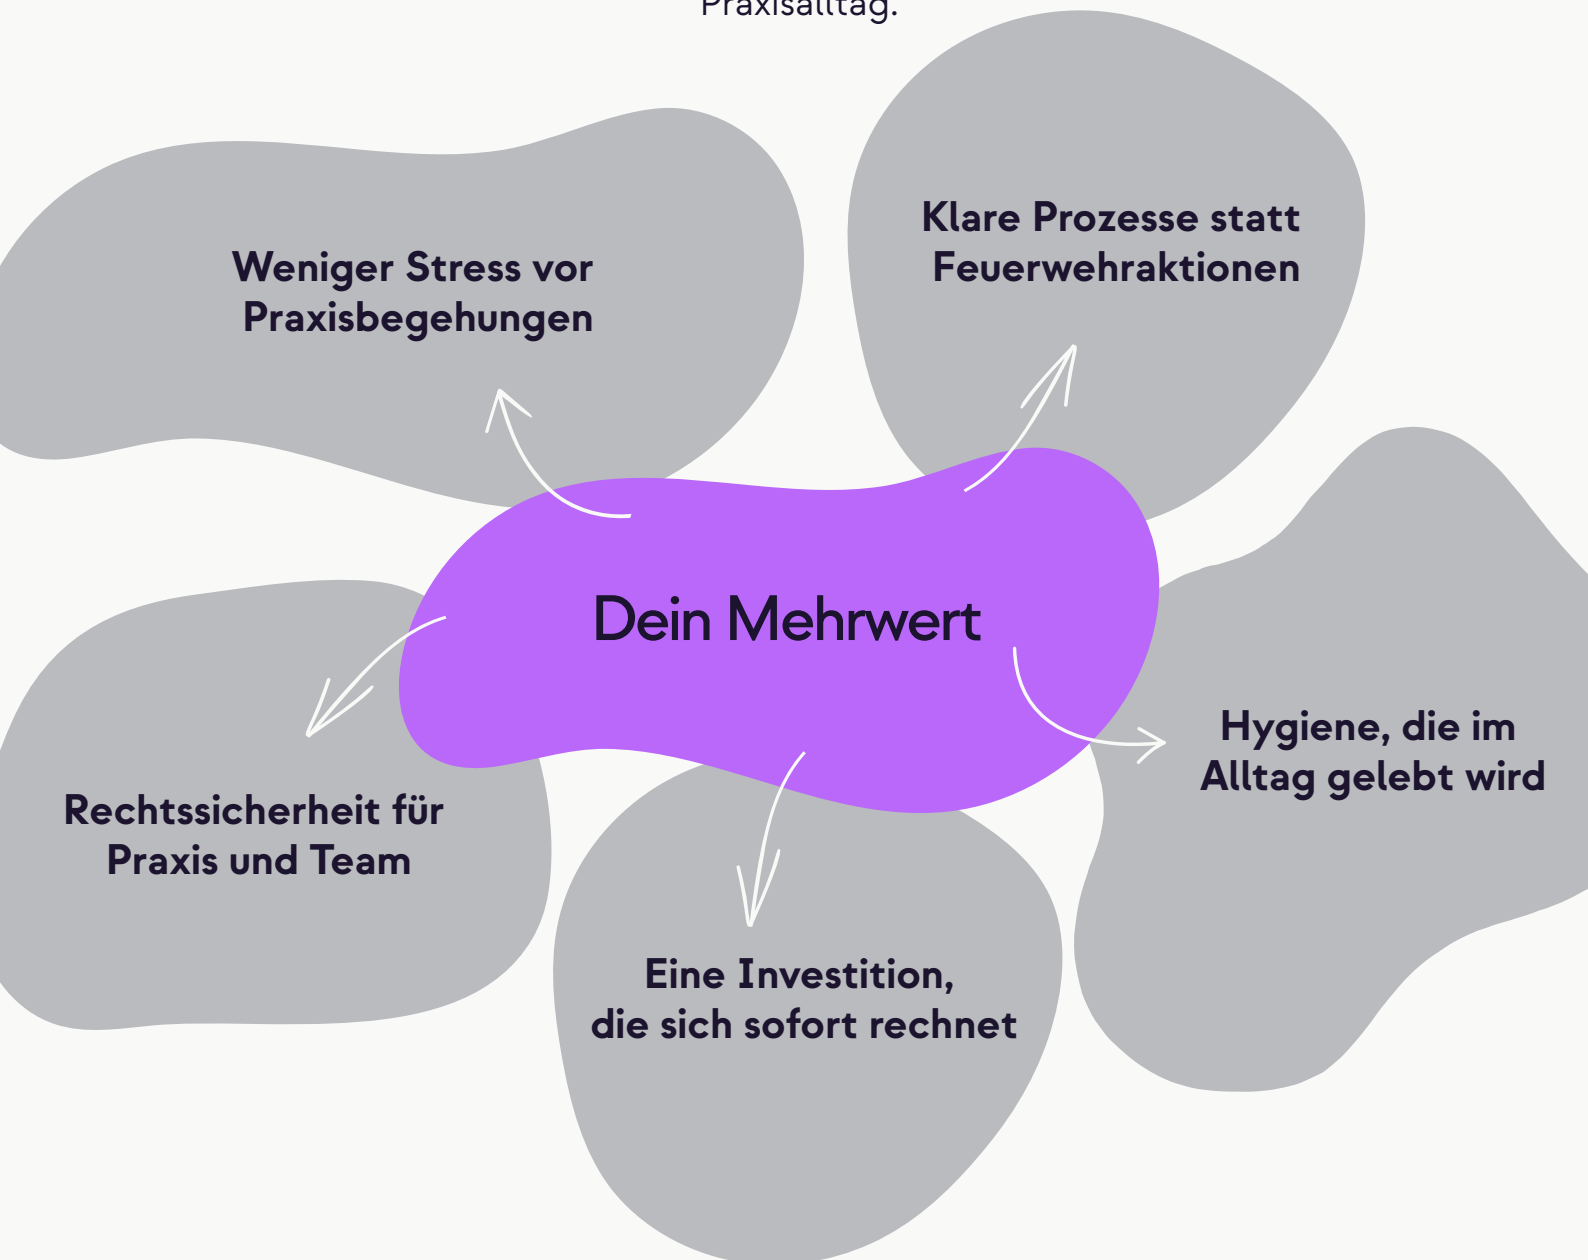 Praxisalltag.
Weniger Stress vor
Praxisbegehungen
Klare Prozesse statt
Feuerwehraktionen
Dein Mehrwert
Hygiene, die im
Alltag gelebt wird
Rechtssicherheit für
Praxis und Team
Eine Investition,
die sich sofort rechnet